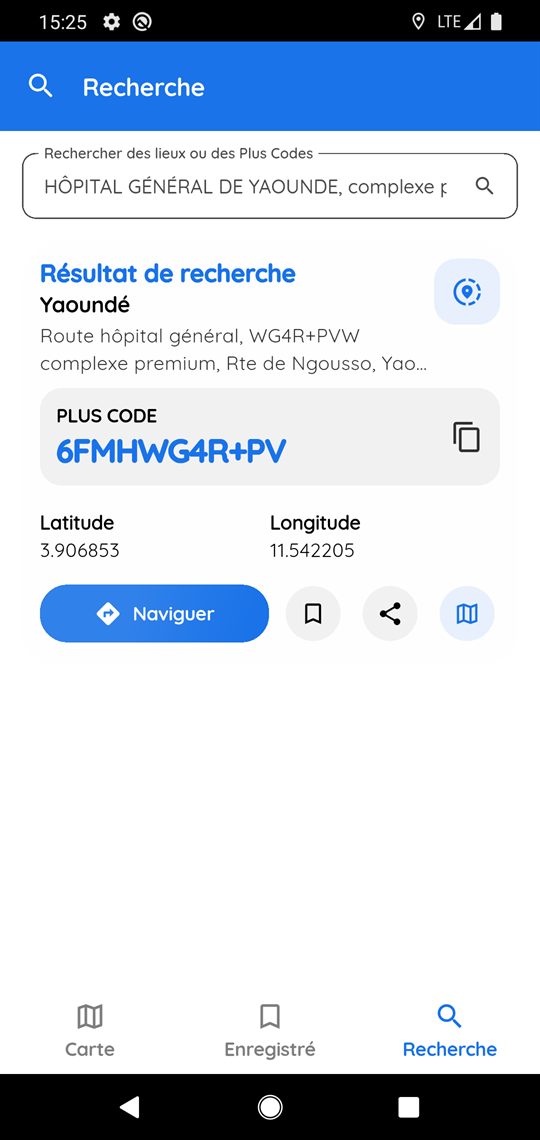 15:25
LTE
Recherche
Rechercher des lieux ou des Plus Codes
HÔPITAL GÉNÉRAL DE YAOUNDE, complexe p
Résultat de recherche
Yaoundé
Route hôpital général, WG4R+PVW
complexe premium, Rte de Ngousso, Yao...
PLUS CODE
6FMHWG4R+PV
Latitude
Longitude
3.906853
11.542205
Naviguer
Carte
Enregistré
Recherche